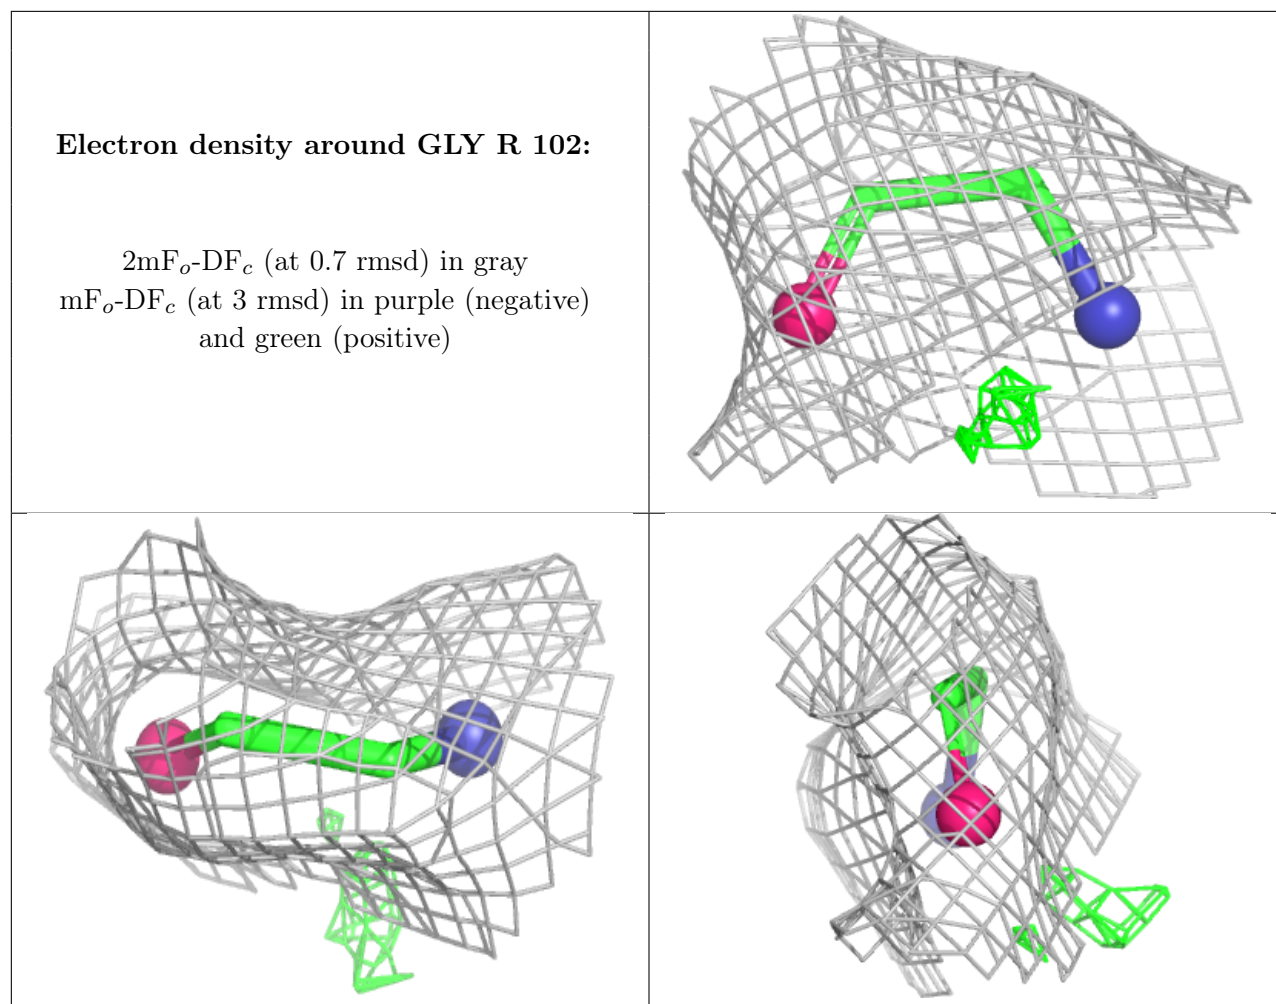 Electron density around GLY R 102:
2mFₒ-DF𝒸 (at 0.7 rmsd) in gray
mFₒ-DF𝒸 (at 3 rmsd) in purple (negative)
and green (positive)